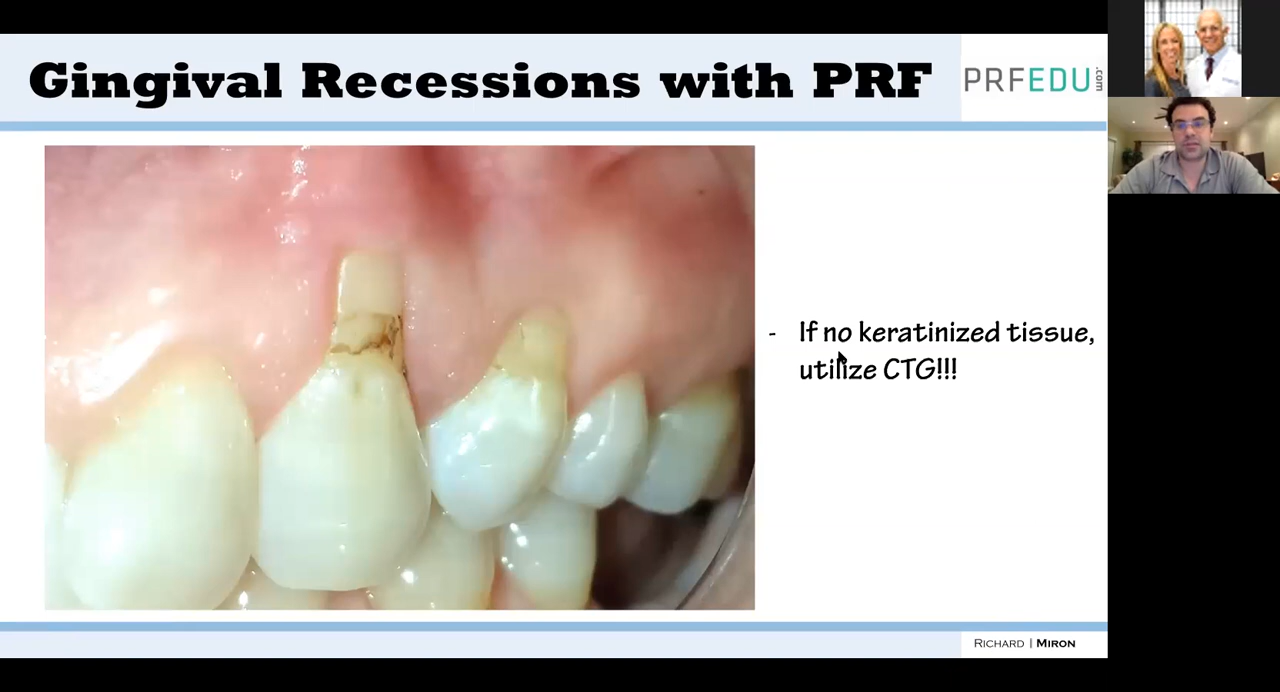 Gingival Recessions with PRF
PRFEDU.com
- If no keratinized tissue,
utilize CTG!!!
RICHARD | MIRON